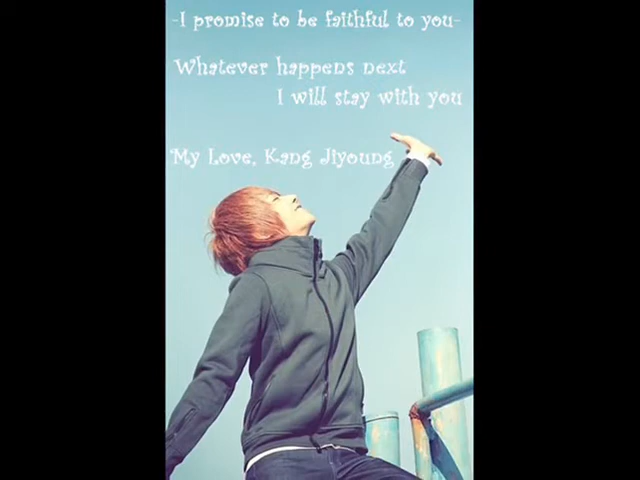 -I promise to be faithful to you-
Whatever happens next
I will stay with you
'My Love, Kang Jiyoung